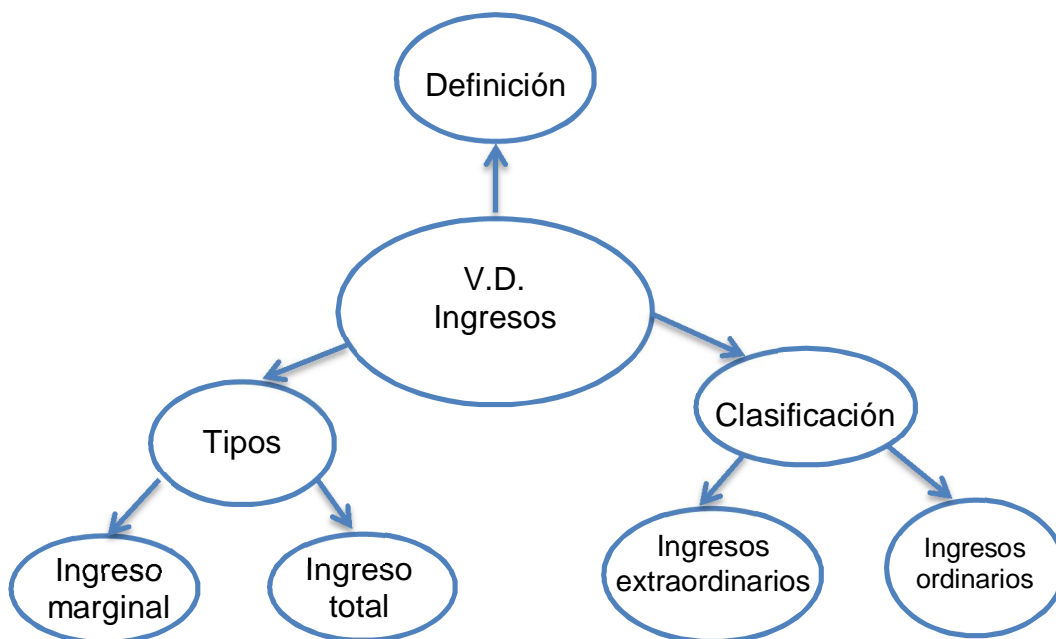 Definición
V.D.
Ingresos
Tipos
Clasificación
Ingreso
marginal
Ingreso
total
Ingresos
extraordinarios
Ingresos
ordinarios